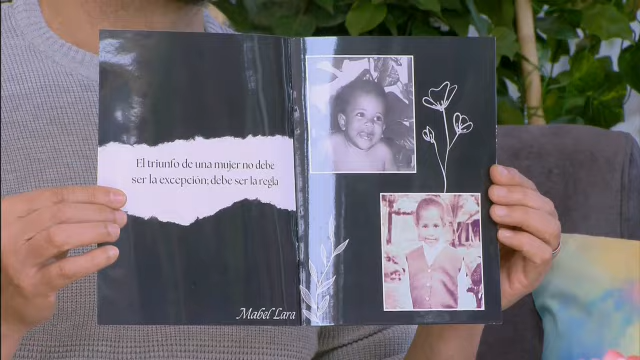 El triunfo de una mujer no debe
ser la excepción; debe ser la regla
Mabel Lara